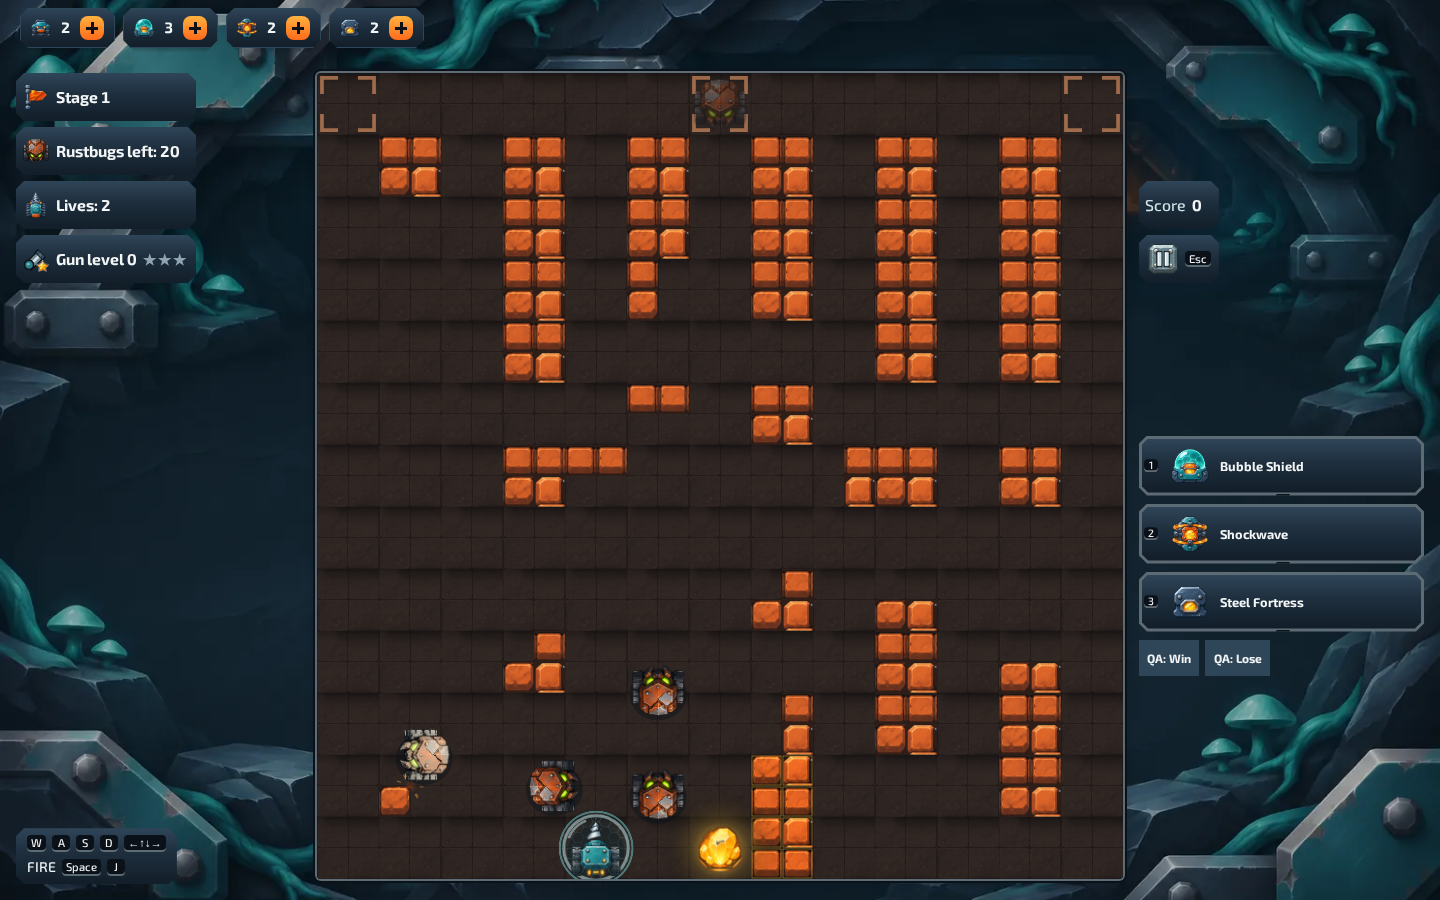 2 3 2 2
Stage 1
Rustbugs left: 20
Lives: 2
Gun level 0
Score 0
Esc
1 Bubble Shield
2 Shockwave
3 Steel Fortress
QA: Win QA: Lose
W A S D ←↑↓→
FIRE Space J